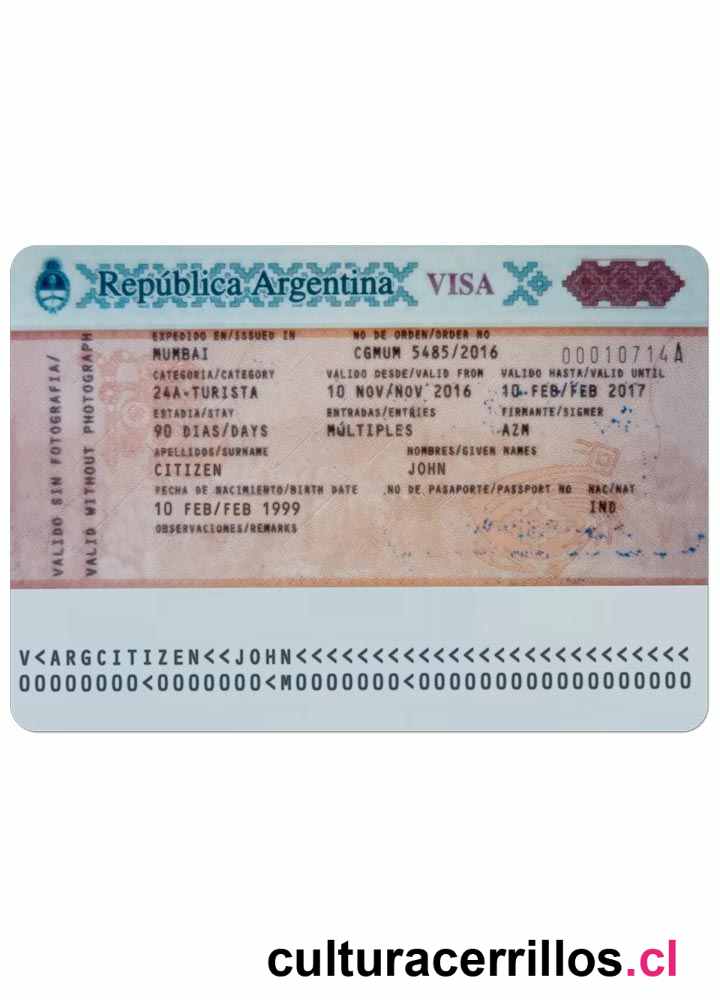 República Argentina VISA
VALIDO SIN FOTOGRAFIA/
VALID WITHOUT PHOTOGRAPH
EXPEDIDO EN/ISSUED IN NO DE ORDEN/ORDER NO
MUMBAI CGMUM 5485/2016 00010714A
CATEGORIA/CATEGORY VALIDO DESDE/VALID FROM VALIDO HASTA/VALID UNTIL
24A-TURISTA 10 NOV/NOV 2016 10 FEB/FEB 2017
ESTADIA/STAY ENTRADAS/ENTRIES FIRMANTE/SIGNER
90 DIAS/DAYS MÚLTIPLES AZM
APELLIDOS/SURNAME NOMBRES/GIVEN NAMES
CITIZEN JOHN
FECHA DE NACIMIENTO/BIRTH DATE .NO DE PASAPORTE/PASSPORT NO NAC/NAT
10 FEB/FEB 1999 IND
OBSERVACIONES/REMARKS
V<ARGCITIZEN<<JOHN<<<<<<<<<<<<<<<<<<<<<<<<<<
00000000<0000000<M0000000<000000000000000000
culturacerrillos.cl